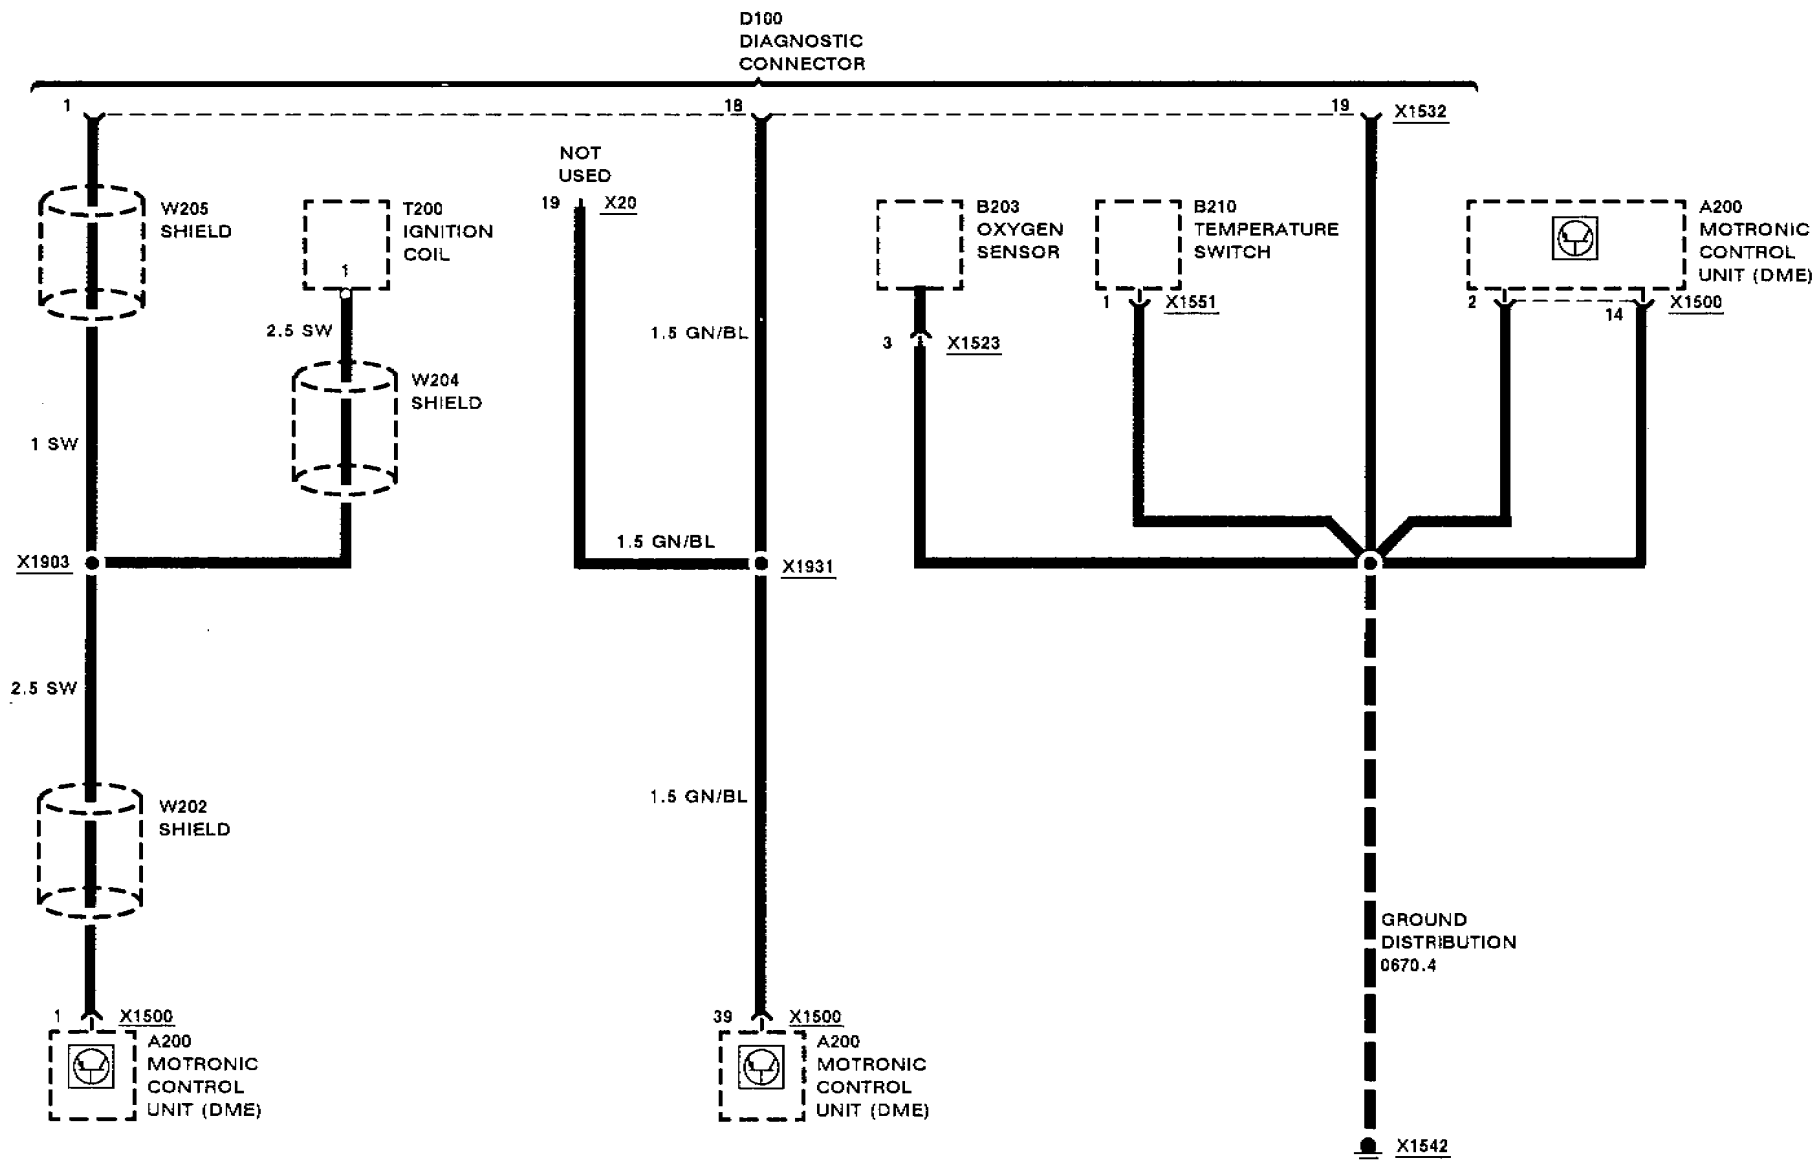 D100
DIAGNOSTIC
CONNECTOR
1
18
19
X1532
NOT
USED
19
X20
W205
SHIELD
T200
IGNITION
COIL
1
B203
OXYGEN
SENSOR
B210
TEMPERATURE
SWITCH
A200
MOTRONIC
CONTROL
UNIT (DME)
1
X1551
2
14
X1500
2.5 SW
1.5 GN/BL
3
X1523
W204
SHIELD
1 SW
1.5 GN/BL
X1903
X1931
2.5 SW
1.5 GN/BL
W202
SHIELD
GROUND
DISTRIBUTION
0670.4
1
X1500
A200
MOTRONIC
CONTROL
UNIT (DME)
39
X1500
A200
MOTRONIC
CONTROL
UNIT (DME)
X1542